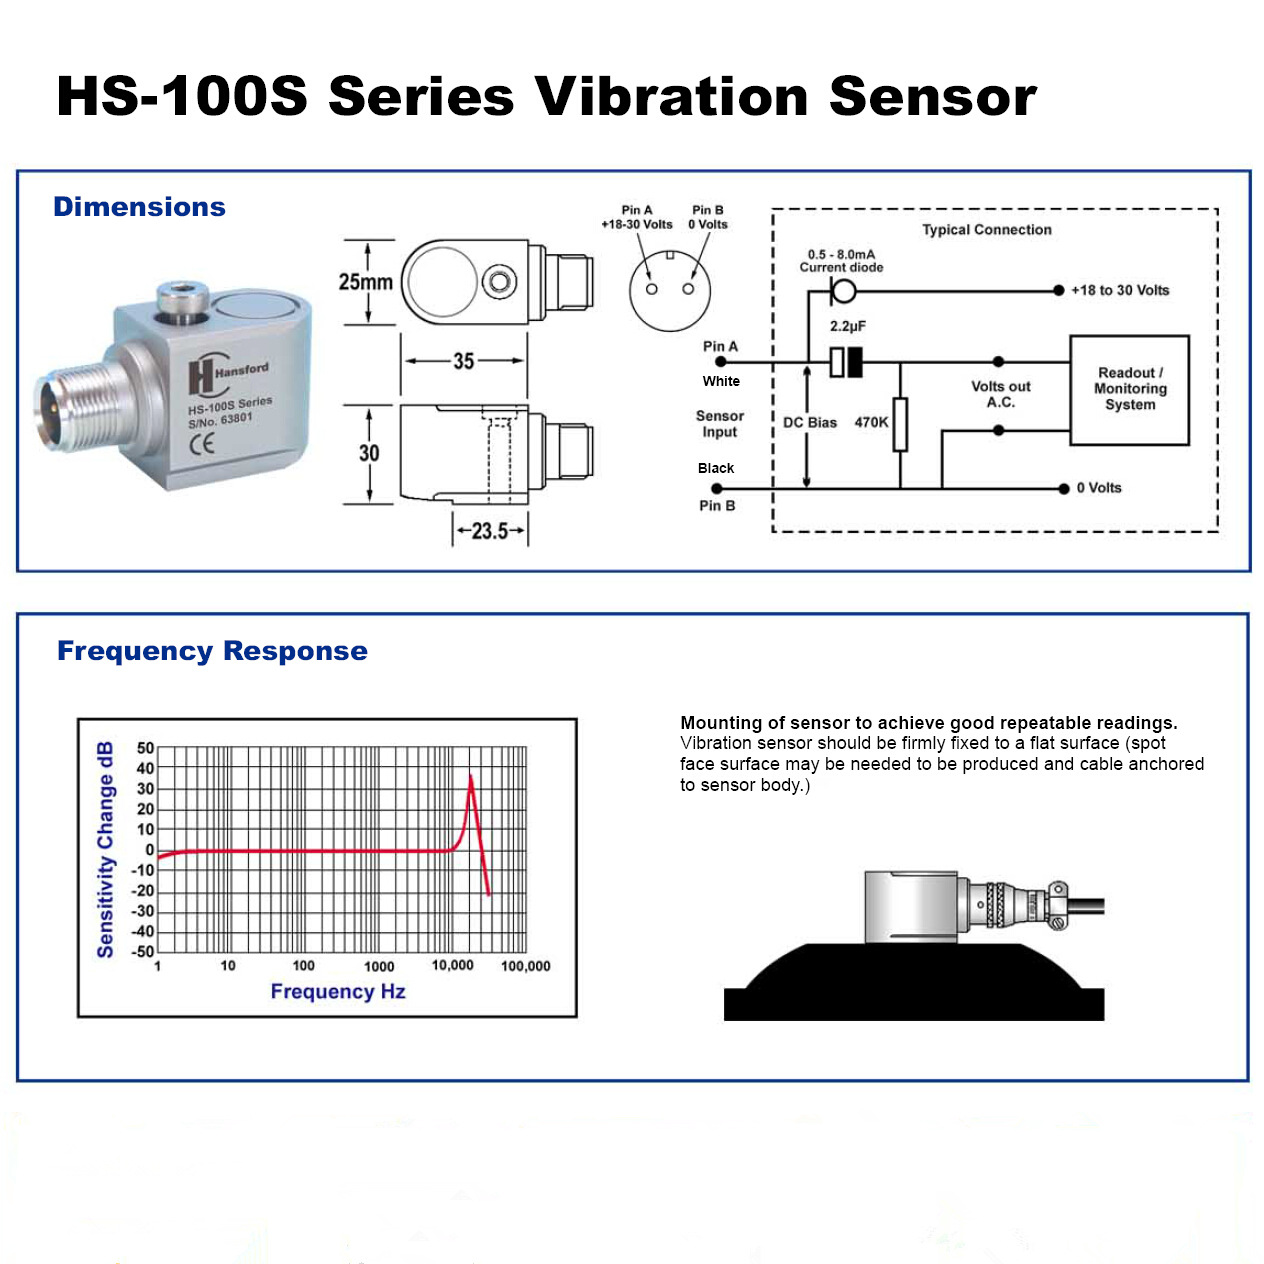 HS-100S Series Vibration Sensor
Dimensions
Hansford
HS-100S Series
S/No. 63801
CE
25mm
35
30
23.5
Pin A
+18-30 Volts
Pin B
0 Volts
Typical Connection
0.5 - 8.0mA
Current diode
+18 to 30 Volts
2.2µF
Pin A
White
Sensor
Input
Black
Pin B
DC Bias
470K
Volts out
A.C.
Readout /
Monitoring
System
0 Volts
Frequency Response
Sensitivity Change dB
50
40
30
20
10
0
-10
-20
-30
-40
-50
1
10
100
1000
10,000
100,000
Frequency Hz
Mounting of sensor to achieve good repeatable readings.
Vibration sensor should be firmly fixed to a flat surface (spot
face surface may be needed to be produced and cable anchored
to sensor body.)